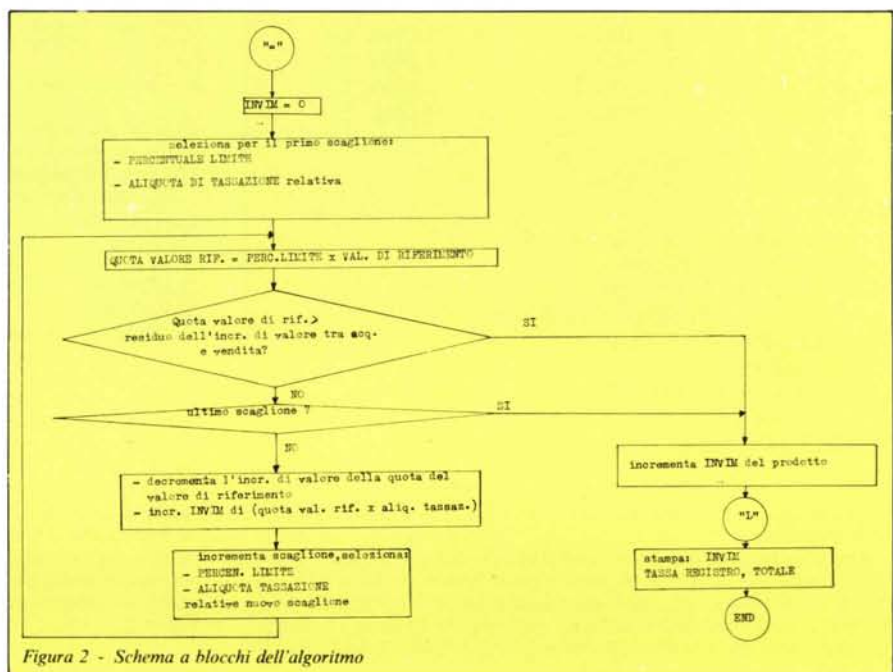 "="
INVIM = 0
seleziona per il primo scaglione:
- PERCENTUALE LIMITE
- ALIQUOTA DI TASSAZIONE relativa
QUOTA VALORE RIF. = PERC.LIMITE x VAL. DI RIFERIMENTO
Quota valore di rif.>
residuo dell'incr. di valore tra acq.
e vendita?
SI
NO
ultimo scaglione ?
SI
NO
- decrementa l'incr. di valore della quota del
valore di riferimento
- incr. INVIM di (quota val. rif. x aliq. tassaz.)
incrementa scaglione,seleziona:
- PERCEN. LIMITE
- ALIQUOTA TASSAZIONE
relative nuovo scaglione
incrementa INVIM del prodotto
"L"
stampa: INVIM
TASSA REGISTRO, TOTALE
END
Figura 2 - Schema a blocchi dell'algoritmo